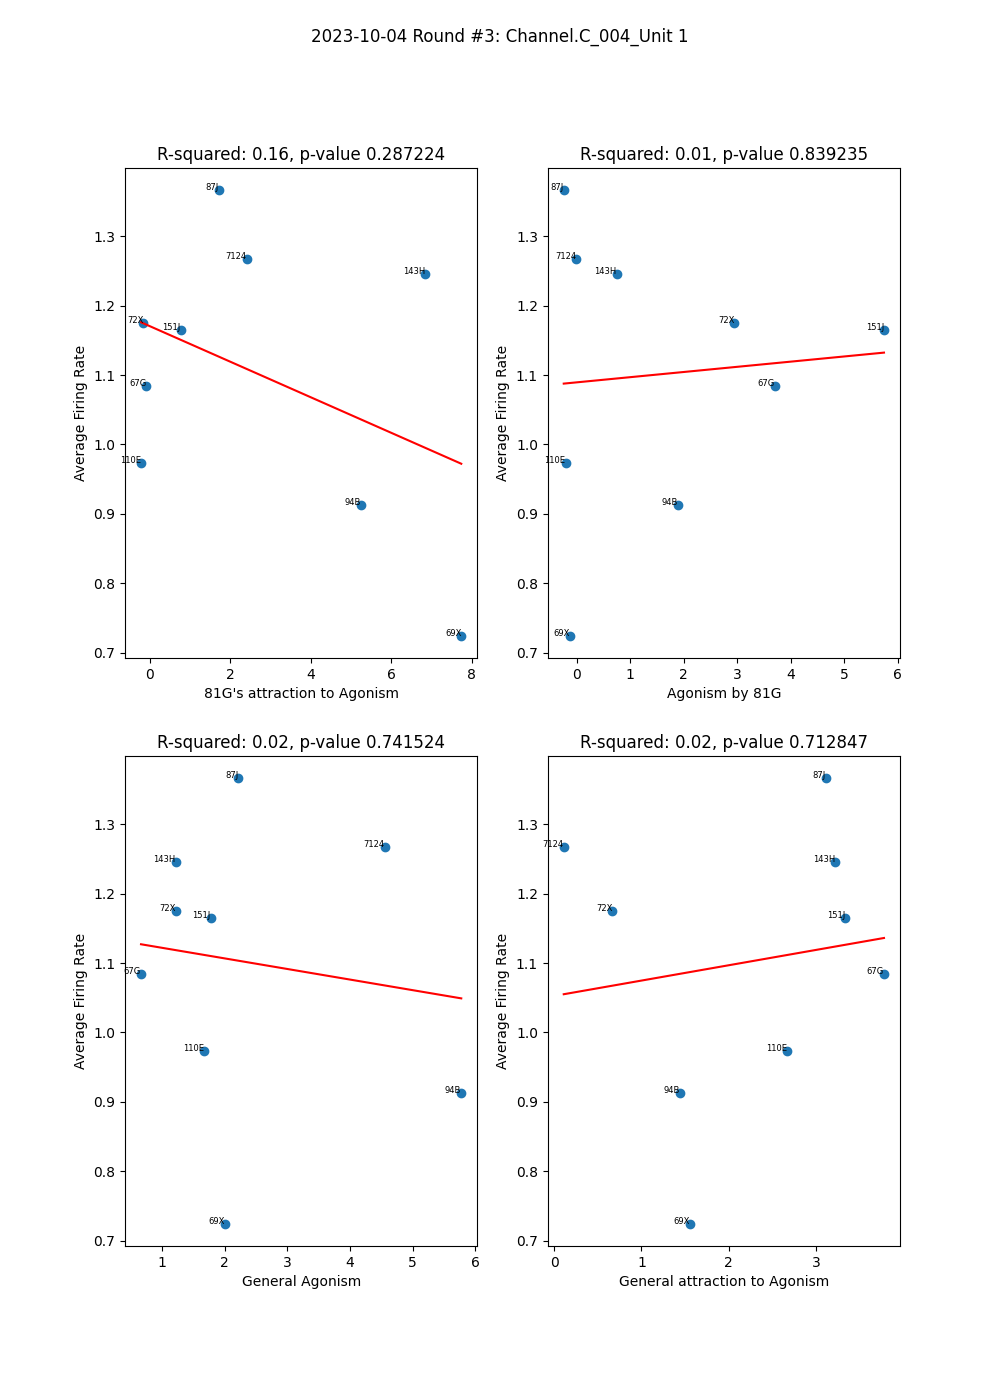 2023-10-04 Round #3: Channel.C_004_Unit 1
R-squared: 0.16, p-value 0.287224
87J
7124
143H
72X
151J
67G
110E
94B
69X
1.3
1.2
1.1
1.0
0.9
0.8
0.7
Average Firing Rate
0 2 4 6 8
81G's attraction to Agonism
R-squared: 0.01, p-value 0.839235
87J
7124
143H
72X
151J
67G
110E
94B
69X
1.3
1.2
1.1
1.0
0.9
0.8
0.7
Average Firing Rate
0 1 2 3 4 5 6
Agonism by 81G
R-squared: 0.02, p-value 0.741524
87J
7124
143H
72X
151J
67G
110E
94B
69X
1.3
1.2
1.1
1.0
0.9
0.8
0.7
Average Firing Rate
1 2 3 4 5 6
General Agonism
R-squared: 0.02, p-value 0.712847
87J
7124
143H
72X
151J
67G
110E
94B
69X
1.3
1.2
1.1
1.0
0.9
0.8
0.7
Average Firing Rate
0 1 2 3
General attraction to Agonism